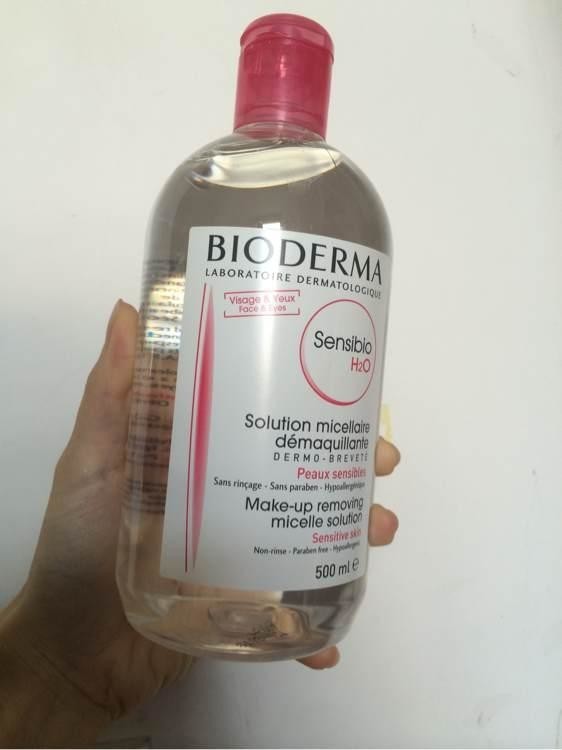 BIODERMA
LABORATOIRE DERMATOLOGIQUE
Visage & Yeux
Face & Eyes
Sensibio
H2O
Solution micellaire
démaquillante
DERMO-BREVETÉ
Peaux sensibles
Sans rinçage - Sans paraben - Hypoallergénique
Make-up removing
micelle solution
Sensitive skin
Non-rinse - Paraben free - Hypoallergenic
500 ml e